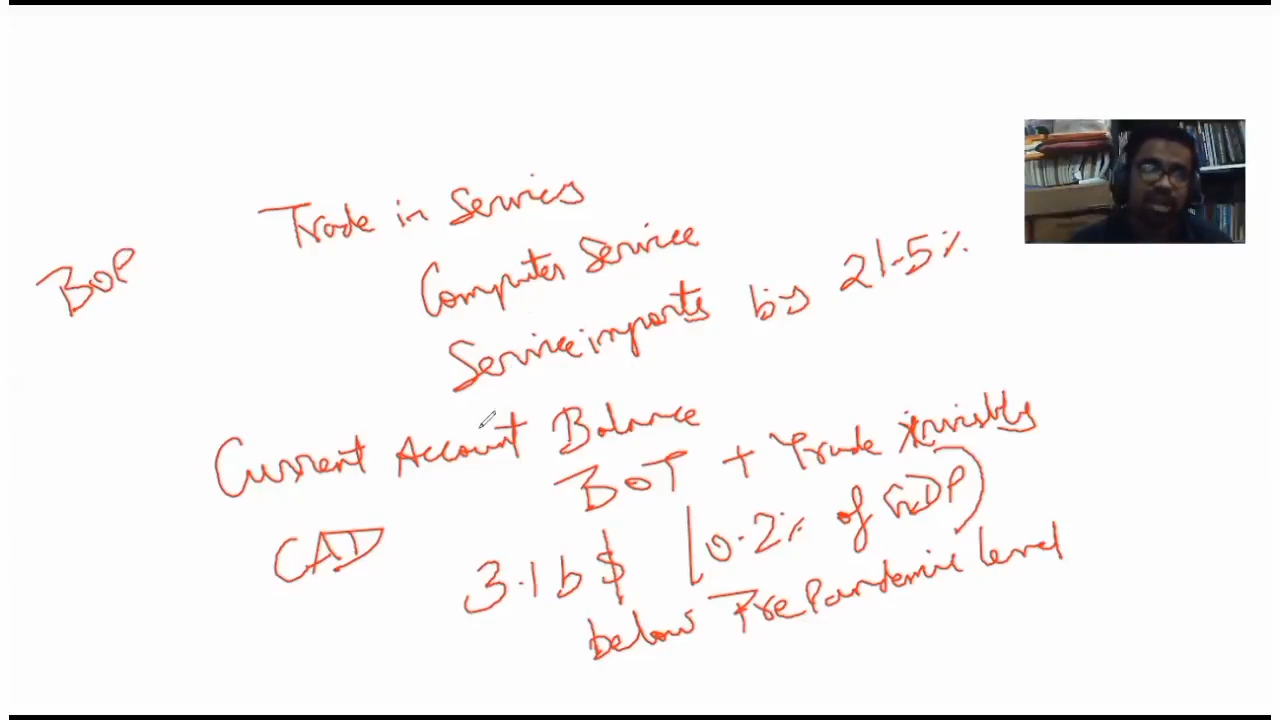 Trade in Services
BOP
Computer Service
Service imports by 21.5%
Current Account Balance
BOT + Trade invisibles
CAD
3.1 b $ [0.2% of GDP)
below Pre Pandemic level